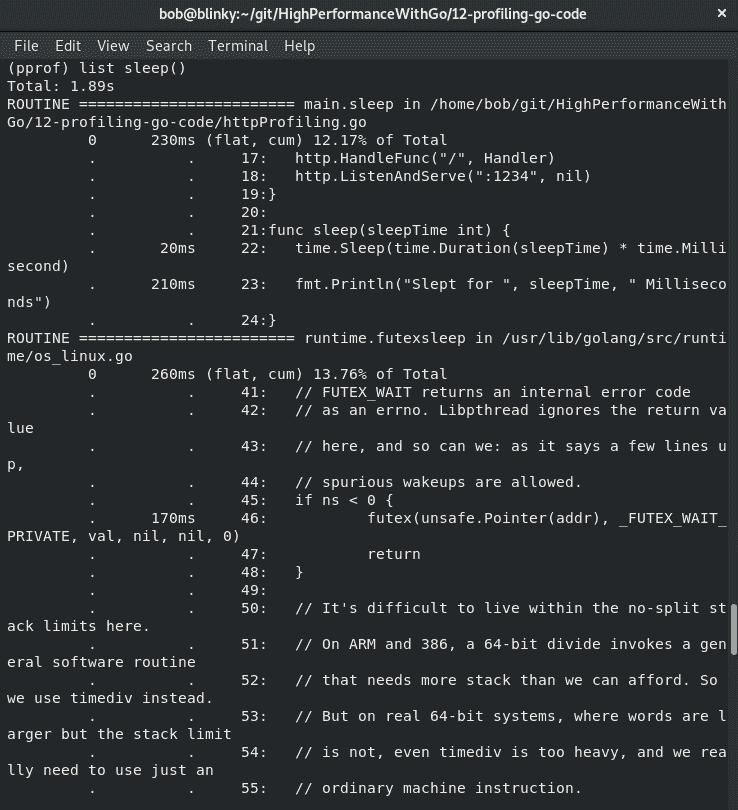 bob@blinky:~/git/HighPerformanceWithGo/12-profiling-go-code ×
File Edit View Search Terminal Help
(pprof) list sleep()
Total: 1.89s
ROUTINE ======================== main.sleep in /home/bob/git/HighPerformanceWith
Go/12-profiling-go-code/httpProfiling.go
         0      230ms (flat, cum) 12.17% of Total
         .          .     17:   http.HandleFunc("/", Handler)
         .          .     18:   http.ListenAndServe(":1234", nil)
         .          .     19:}
         .          .     20:
         .          .     21:func sleep(sleepTime int) {
         .       20ms     22:   time.Sleep(time.Duration(sleepTime) * time.Milli
second)
         .      210ms     23:   fmt.Println("Slept for ", sleepTime, " Milliseco
nds")
         .          .     24:}
ROUTINE ======================== runtime.futexsleep in /usr/lib/golang/src/runti
me/os_linux.go
         0      260ms (flat, cum) 13.76% of Total
         .          .     41:   // FUTEX_WAIT returns an internal error code
         .          .     42:   // as an errno. Libpthread ignores the return va
lue
         .          .     43:   // here, and so can we: as it says a few lines u
p,
         .          .     44:   // spurious wakeups are allowed.
         .          .     45:   if ns < 0 {
         .      170ms     46:           futex(unsafe.Pointer(addr), _FUTEX_WAIT_
PRIVATE, val, nil, nil, 0)
         .          .     47:           return
         .          .     48:   }
         .          .     49:
         .          .     50:   // It's difficult to live within the no-split st
ack limits here.
         .          .     51:   // On ARM and 386, a 64-bit divide invokes a gen
eral software routine
         .          .     52:   // that needs more stack than we can afford. So
we use timediv instead.
         .          .     53:   // But on real 64-bit systems, where words are l
arger but the stack limit
         .          .     54:   // is not, even timediv is too heavy, and we rea
lly need to use just an
         .          .     55:   // ordinary machine instruction.